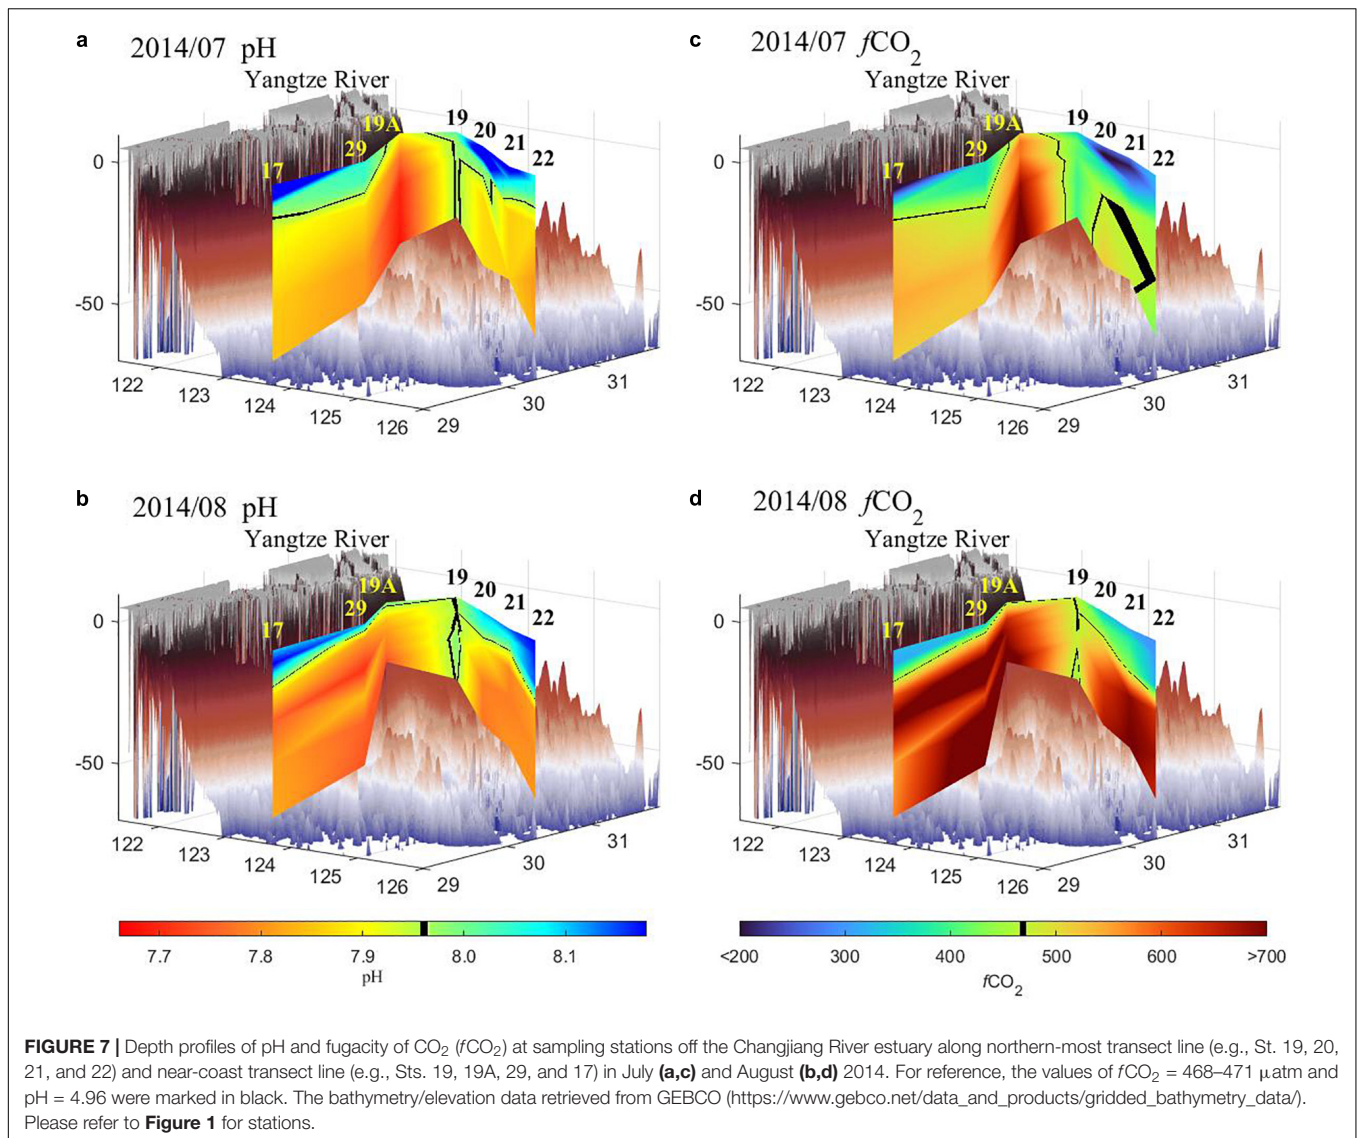 a
2014/07 pH
Yangtze River
19A
29
17
19
20
21
22
0
-50
122
123
124
125
126
29
30
31
c
2014/07 fCO2
Yangtze River
19A
29
17
19
20
21
22
0
-50
122
123
124
125
126
29
30
31
b
2014/08 pH
Yangtze River
19A
29
17
19
20
21
22
0
-50
122
123
124
125
126
29
30
31
d
2014/08 fCO2
Yangtze River
19A
29
17
19
20
21
22
0
-50
122
123
124
125
126
29
30
31
7.7 7.8 7.9 8.0 8.1
pH
<200 300 400 500 600 >700
fCO2
FIGURE 7 | Depth profiles of pH and fugacity of CO2 (fCO2) at sampling stations off the Changjiang River estuary along northern-most transect line (e.g., St. 19, 20,
21, and 22) and near-coast transect line (e.g., Sts. 19, 19A, 29, and 17) in July (a,c) and August (b,d) 2014. For reference, the values of fCO2 = 468–471 μatm and
pH = 4.96 were marked in black. The bathymetry/elevation data retrieved from GEBCO (https://www.gebco.net/data_and_products/gridded_bathymetry_data/).
Please refer to Figure 1 for stations.